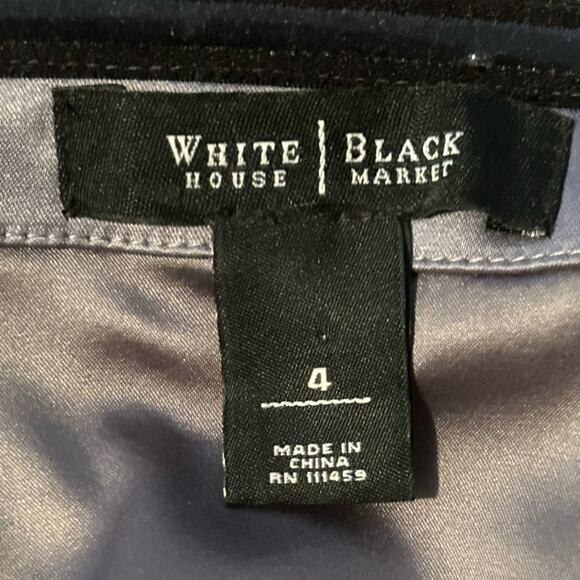 WHITE | BLACK
HOUSE | MARKET
4
MADE IN
CHINA
RN 111459